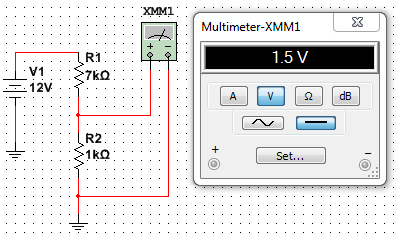 XMM1
R1
7kΩ
V1
12V
R2
1kΩ
Multimeter-XMM1
1.5 V
A
V
Ω
dB
+
Set...
−